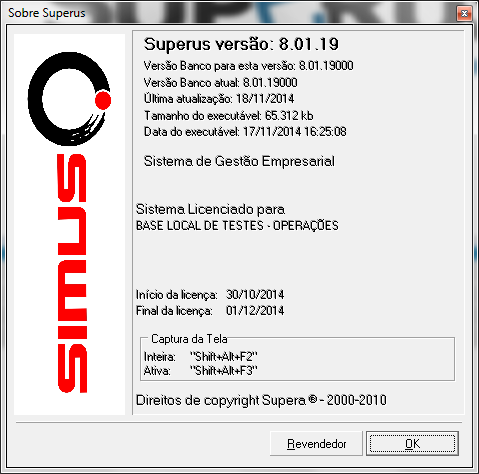 Sobre Superus
Superus versão: 8.01.19
Versão Banco para esta versão: 8.01.19000
Versão Banco atual: 8.01.19000
Última atualização: 18/11/2014
Tamanho do executável: 65.312 kb
Data do executável: 17/11/2014 16:25:08
Sistema de Gestão Empresarial
SIMUS
Sistema Licenciado para
BASE LOCAL DE TESTES - OPERAÇÕES
Início da licença: 30/10/2014
Final da licença: 01/12/2014
Captura da Tela
Inteira: "Shift+Alt+F2"
Ativa: "Shift+Alt+F3"
Direitos de copyright Supera ® - 2000-2010
Revendedor
OK